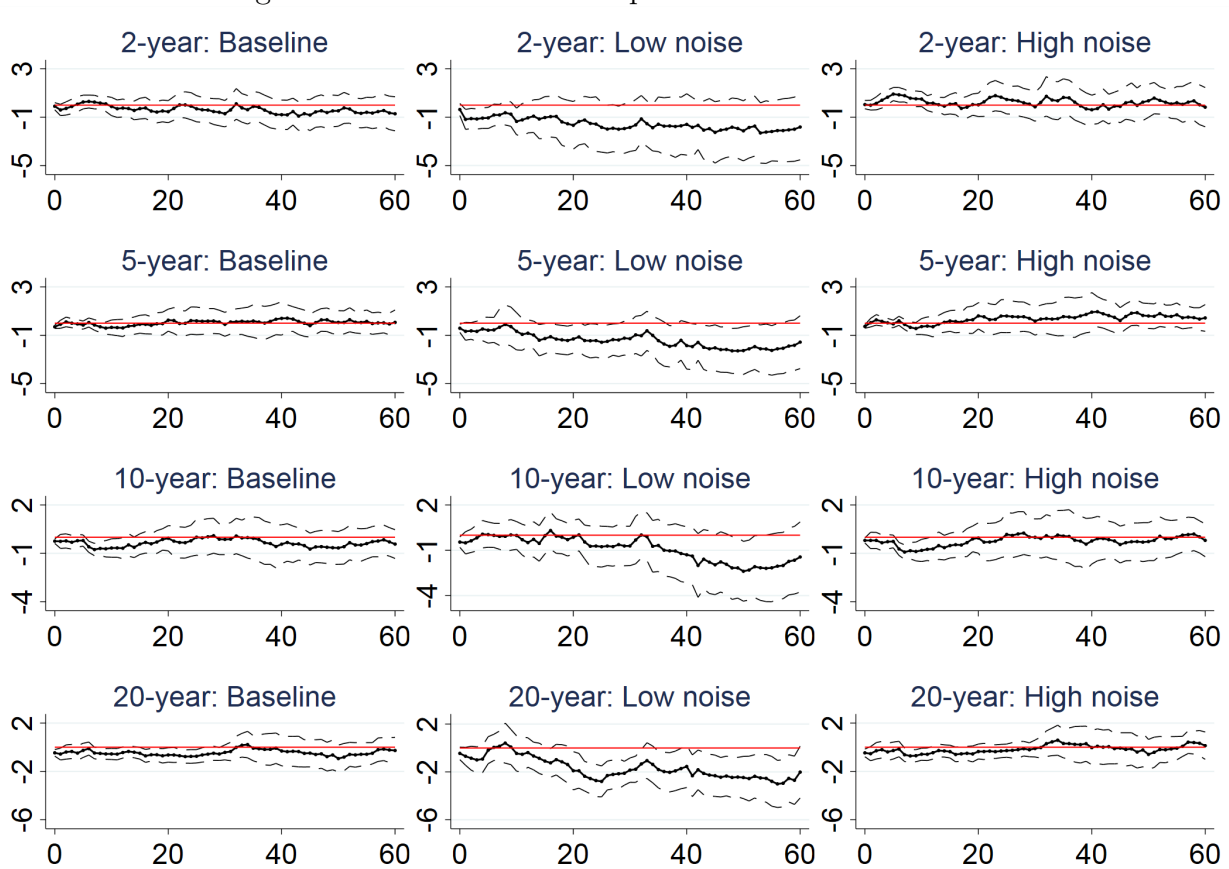 2-year: Baseline 2-year: Low noise 2-year: High noise
3 3 3
-1 -1 -1
-5 -5 -5
0 20 40 60 0 20 40 60 0 20 40 60
5-year: Baseline 5-year: Low noise 5-year: High noise
3 3 3
-1 -1 -1
-5 -5 -5
0 20 40 60 0 20 40 60 0 20 40 60
10-year: Baseline 10-year: Low noise 10-year: High noise
2 2 2
-1 -1 -1
-4 -4 -4
0 20 40 60 0 20 40 60 0 20 40 60
20-year: Baseline 20-year: Low noise 20-year: High noise
2 2 2
-2 -2 -2
-6 -6 -6
0 20 40 60 0 20 40 60 0 20 40 60